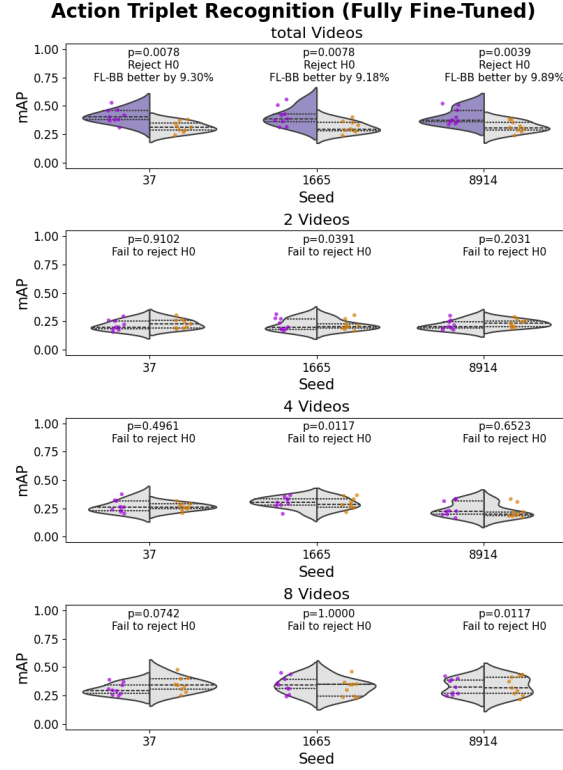 Action Triplet Recognition (Fully Fine-Tuned)
total Videos
p=0.0078
Reject H0
FL-BB better by 9.30%
p=0.0078
Reject H0
FL-BB better by 9.18%
p=0.0039
Reject H0
FL-BB better by 9.89%
mAP
1.00
0.75
0.50
0.25
0.00
37
1665
8914
Seed
2 Videos
p=0.9102
Fail to reject H0
p=0.0391
Fail to reject H0
p=0.2031
Fail to reject H0
mAP
1.00
0.75
0.50
0.25
0.00
37
1665
8914
Seed
4 Videos
p=0.4961
Fail to reject H0
p=0.0117
Fail to reject H0
p=0.6523
Fail to reject H0
mAP
1.00
0.75
0.50
0.25
0.00
37
1665
8914
Seed
8 Videos
p=0.0742
Fail to reject H0
p=1.0000
Fail to reject H0
p=0.0117
Fail to reject H0
mAP
1.00
0.75
0.50
0.25
0.00
37
1665
8914
Seed